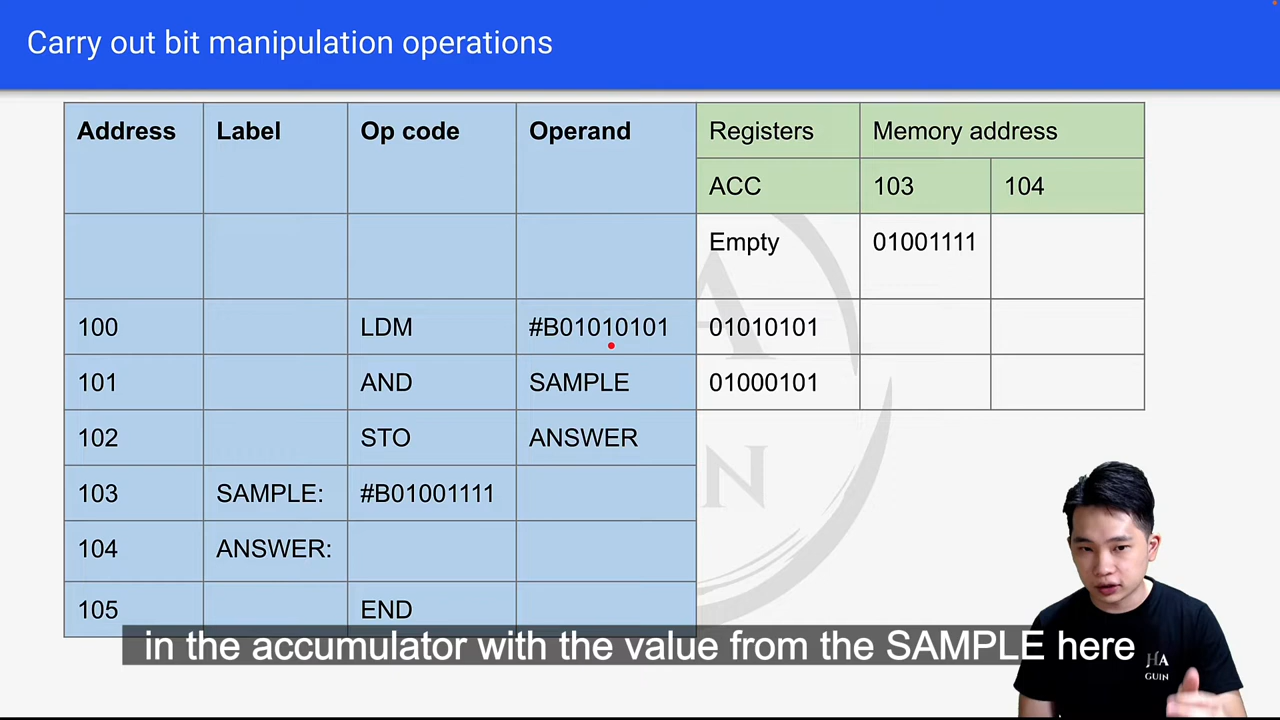 Carry out bit manipulation operations
Address Label Op code Operand Registers Memory address
ACC 103 104
Empty 01001111
100 LDM #B01010101 01010101
101 AND SAMPLE 01000101
102 STO ANSWER
103 SAMPLE: #B01001111
104 ANSWER:
105 END
in the accumulator with the value from the SAMPLE here
HA
GUIN